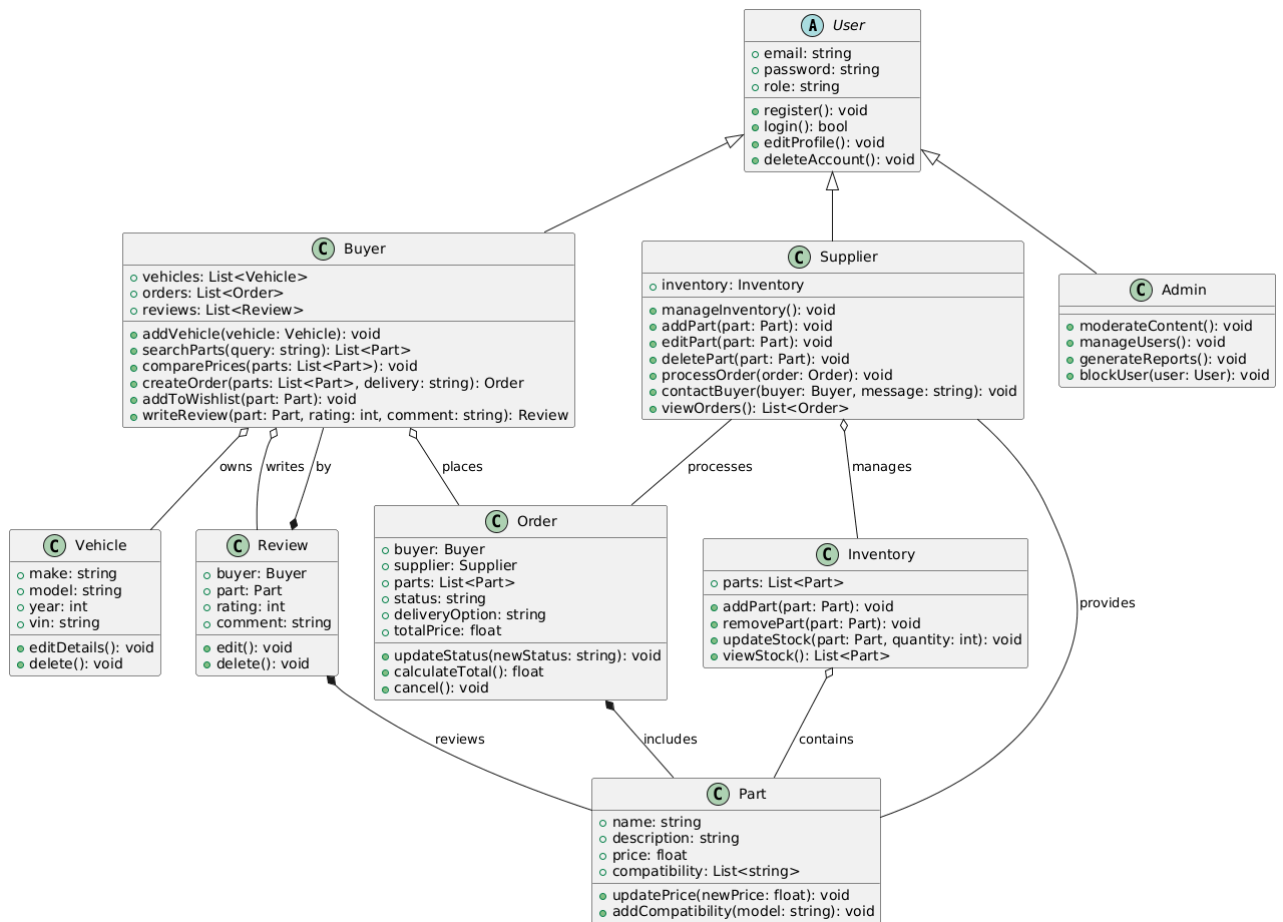 A User
email: string
password: string
role: string
register(): void
login(): bool
editProfile(): void
deleteAccount(): void
C Buyer
vehicles: List<Vehicle>
orders: List<Order>
reviews: List<Review>
addVehicle(vehicle: Vehicle): void
searchParts(query: string): List<Part>
comparePrices(parts: List<Part>): void
createOrder(parts: List<Part>, delivery: string): Order
addToWishlist(part: Part): void
writeReview(part: Part, rating: int, comment: string): Review
C Supplier
inventory: Inventory
manageInventory(): void
addPart(part: Part): void
editPart(part: Part): void
deletePart(part: Part): void
processOrder(order: Order): void
contactBuyer(buyer: Buyer, message: string): void
viewOrders(): List<Order>
C Admin
moderateContent(): void
manageUsers(): void
generateReports(): void
blockUser(user: User): void
owns
writes
by
places
processes
manages
provides
C Vehicle
make: string
model: string
year: int
vin: string
editDetails(): void
delete(): void
C Review
buyer: Buyer
part: Part
rating: int
comment: string
edit(): void
delete(): void
C Order
buyer: Buyer
supplier: Supplier
parts: List<Part>
status: string
deliveryOption: string
totalPrice: float
updateStatus(newStatus: string): void
calculateTotal(): float
cancel(): void
C Inventory
parts: List<Part>
addPart(part: Part): void
removePart(part: Part): void
updateStock(part: Part, quantity: int): void
viewStock(): List<Part>
reviews
includes
contains
C Part
name: string
description: string
price: float
compatibility: List<string>
updatePrice(newPrice: float): void
addCompatibility(model: string): void